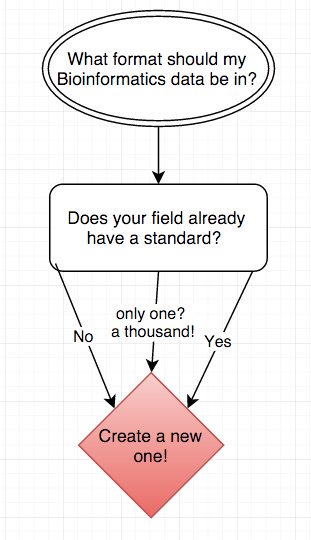 What format should my
Bioinformatics data be in?
Does your field already
have a standard?
only one?
a thousand!
No
Yes
Create a new
one!